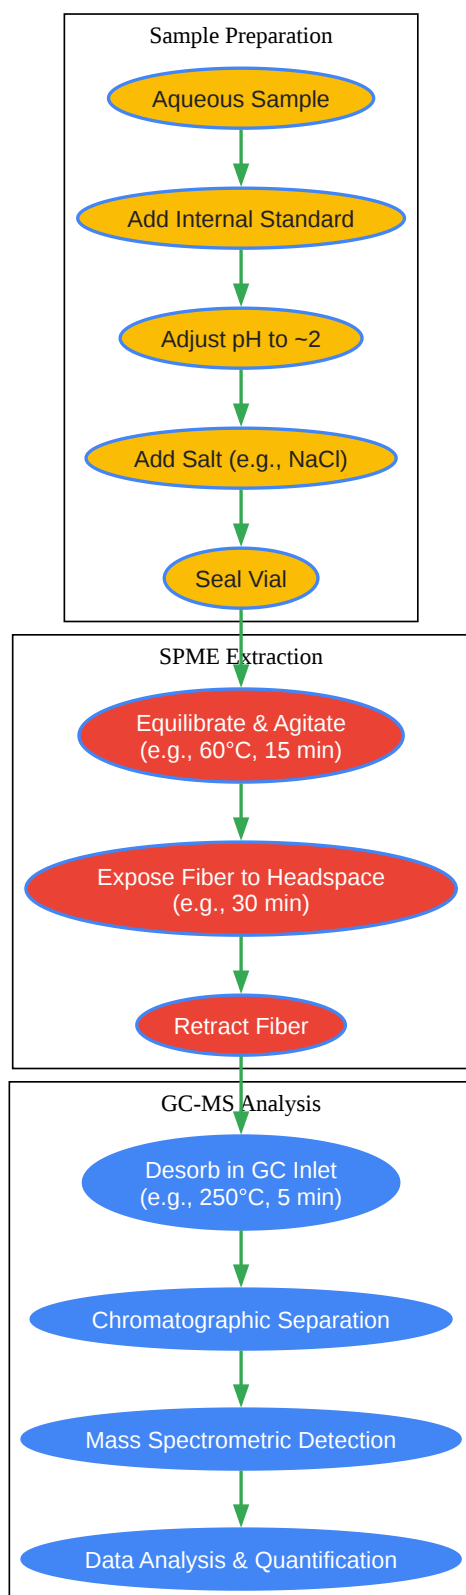 Sample Preparation
Aqueous Sample
Add Internal Standard
Adjust pH to ~2
Add Salt (e.g., NaCl)
Seal Vial
SPME Extraction
Equilibrate & Agitate
(e.g., 60°C, 15 min)
Expose Fiber to Headspace
(e.g., 30 min)
Retract Fiber
GC-MS Analysis
Desorb in GC Inlet
(e.g., 250°C, 5 min)
Chromatographic Separation
Mass Spectrometric Detection
Data Analysis & Quantification